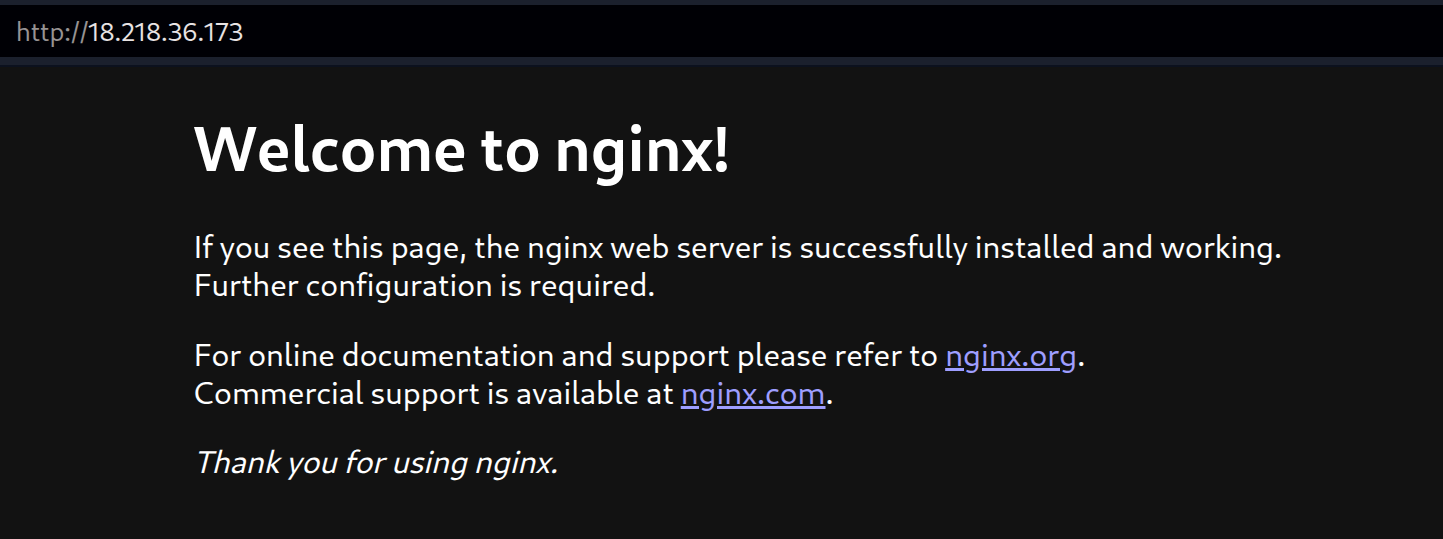 http://18.218.36.173
Welcome to nginx!
If you see this page, the nginx web server is successfully installed and working.
Further configuration is required.
For online documentation and support please refer to nginx.org.
Commercial support is available at nginx.com.
Thank you for using nginx.